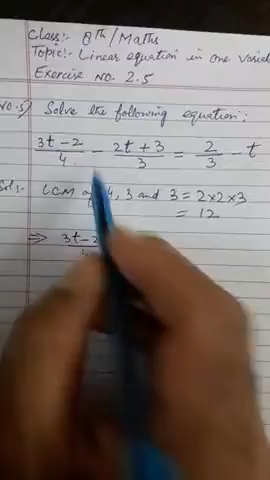 Class:- 8th/Maths
Topic:- Linear equation in one
Exercise No. 2.5
No.5) Solve the following equation:
(3t-2)/4 - (2t+3)/3 = 2/3 - t
Sol:- LCM of 4, 3 and 3 = 2×2×3
= 12
⇒ 3t-2